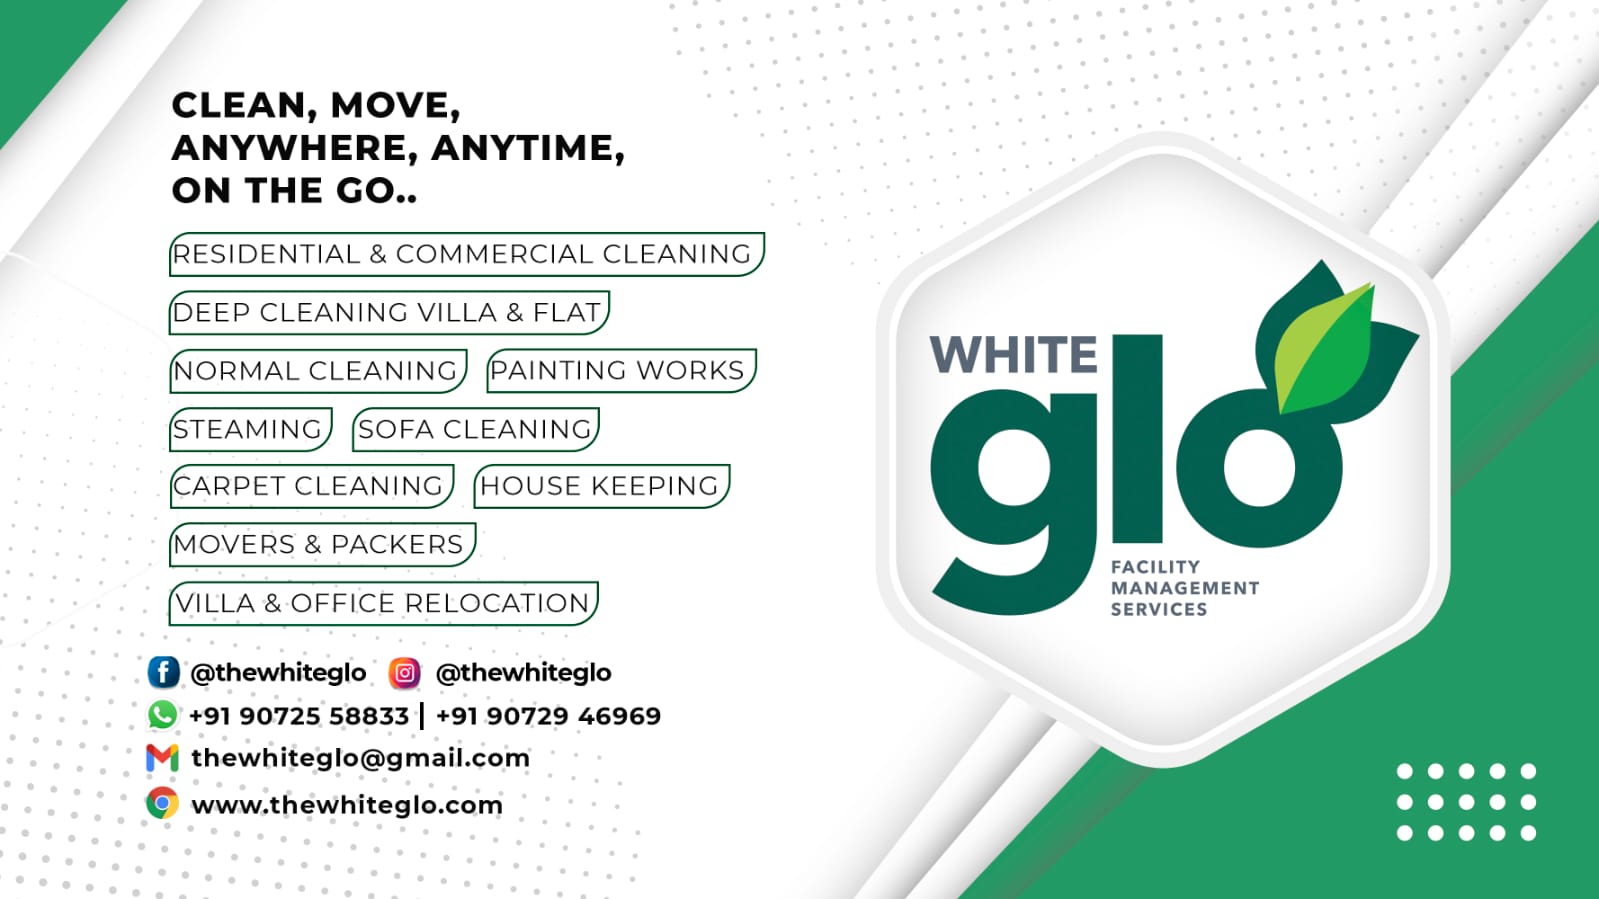 CLEAN, MOVE,
ANYWHERE, ANYTIME,
ON THE GO..
RESIDENTIAL & COMMERCIAL CLEANING
DEEP CLEANING VILLA & FLAT
NORMAL CLEANING PAINTING WORKS
STEAMING SOFA CLEANING
CARPET CLEANING HOUSE KEEPING
MOVERS & PACKERS
VILLA & OFFICE RELOCATION
@thewhiteglo @thewhiteglo
+91 90725 58833 | +91 90729 46969
thewhiteglo@gmail.com
www.thewhiteglo.com
WHITE
glo
FACILITY
MANAGEMENT
SERVICES